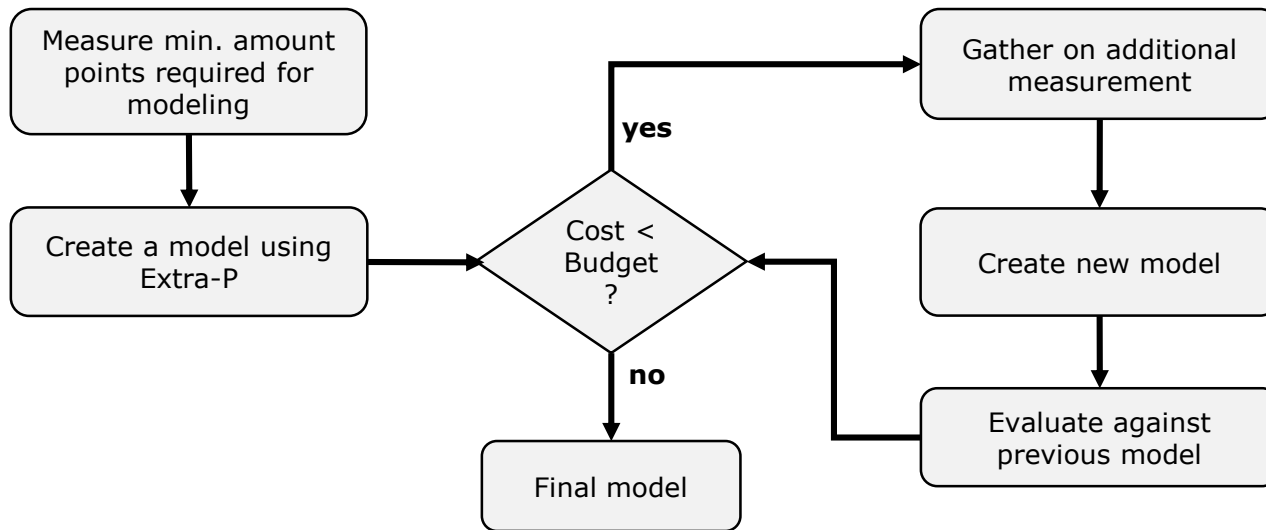 Measure min. amount
points required for
modeling
Create a model using
Extra-P
Cost <
Budget
?
yes
no
Final model
Gather on additional
measurement
Create new model
Evaluate against
previous model